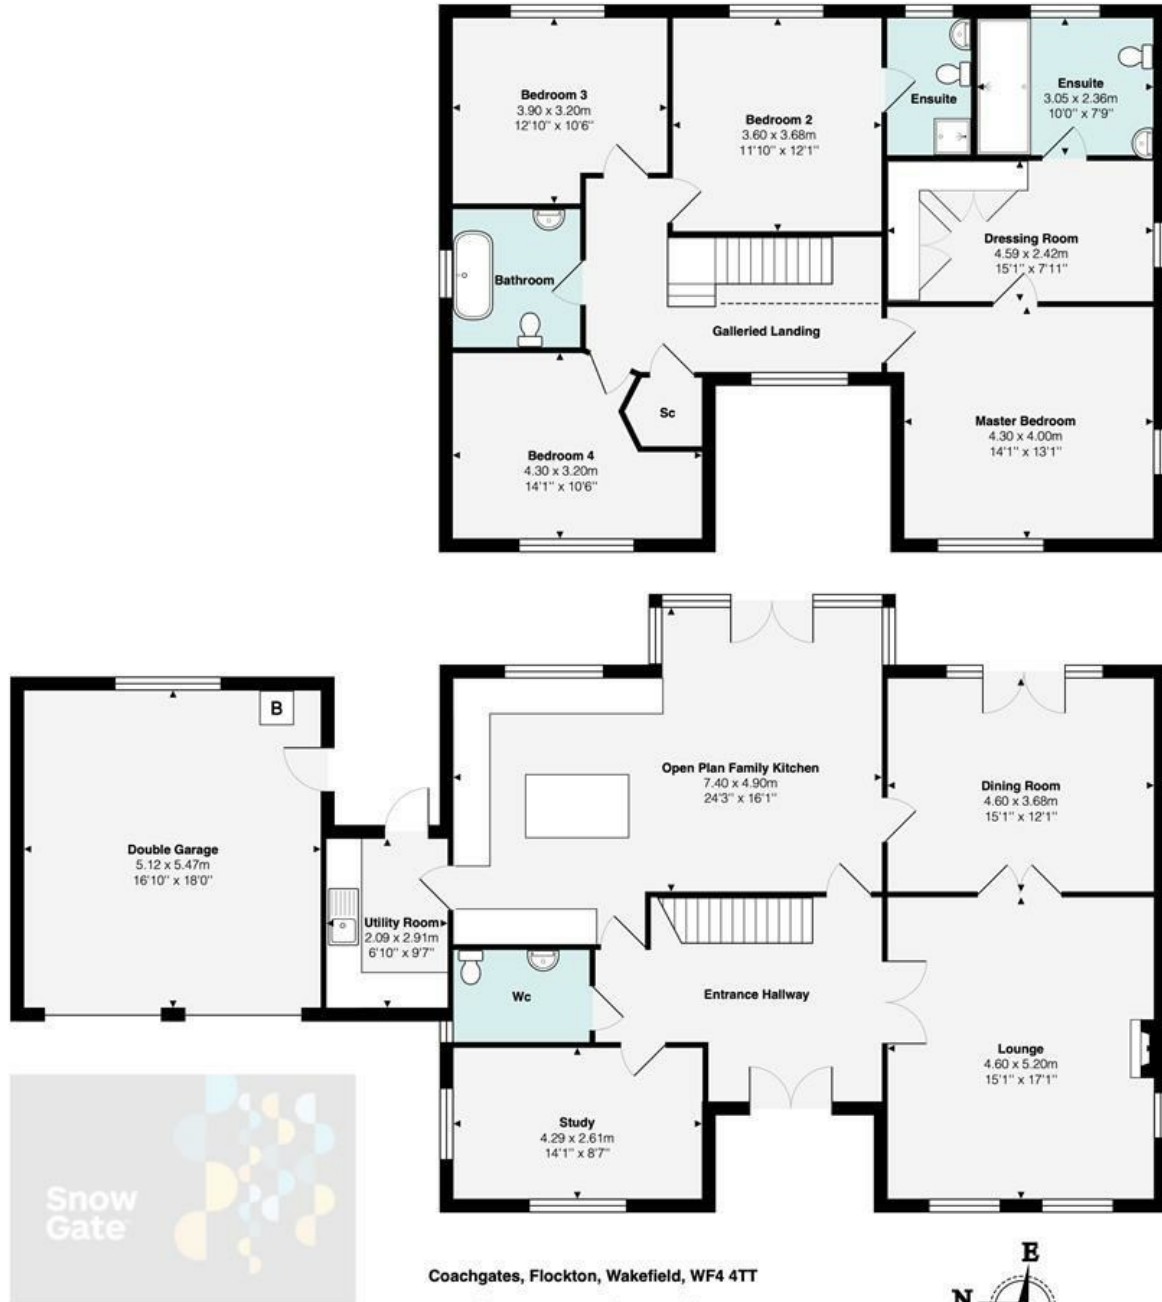 Bedroom 3
3.90 x 3.20m
12'10'' x 10'6''
Bedroom 2
3.60 x 3.68m
11'10'' x 12'1''
Ensuite
Ensuite
3.05 x 2.36m
10'0'' x 7'9''
Dressing Room
4.59 x 2.42m
15'1'' x 7'11''
Bathroom
Galleried Landing
Sc
Master Bedroom
4.30 x 4.00m
14'1'' x 13'1''
Bedroom 4
4.30 x 3.20m
14'1'' x 10'6''
B
Double Garage
5.12 x 5.47m
16'10'' x 18'0''
Open Plan Family Kitchen
7.40 x 4.90m
24'3'' x 16'1''
Dining Room
4.60 x 3.68m
15'1'' x 12'1''
Utility Room
2.09 x 2.91m
6'10'' x 9'7''
Wc
Entrance Hallway
Lounge
4.60 x 5.20m
15'1'' x 17'1''
Study
4.29 x 2.61m
14'1'' x 8'7''
Snow
Gate
Coachgates, Flockton, Wakefield, WF4 4TT
E
N